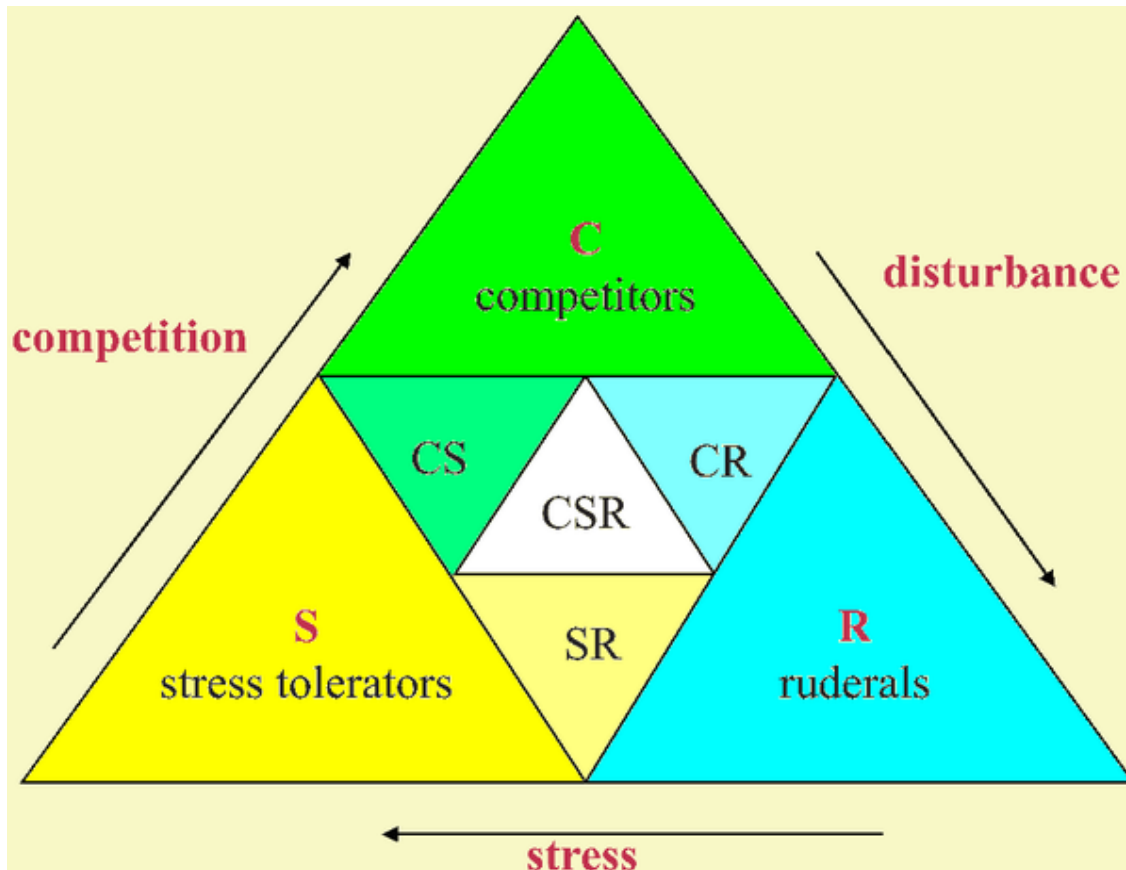 C
competitors
disturbance
competition
CS
CR
CSR
S
stress tolerators
SR
R
ruderals
stress